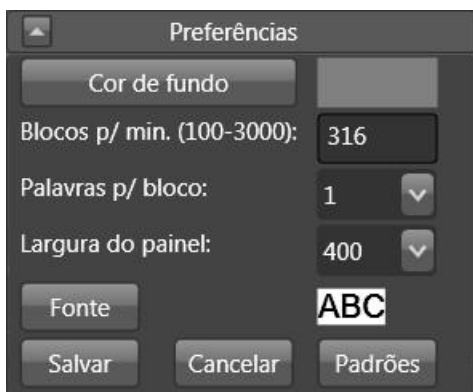 Preferências
Cor de fundo
Blocos p/ min. (100-3000): 316
Palavras p/ bloco: 1
Largura do painel: 400
Fonte ABC
Salvar Cancelar Padrões